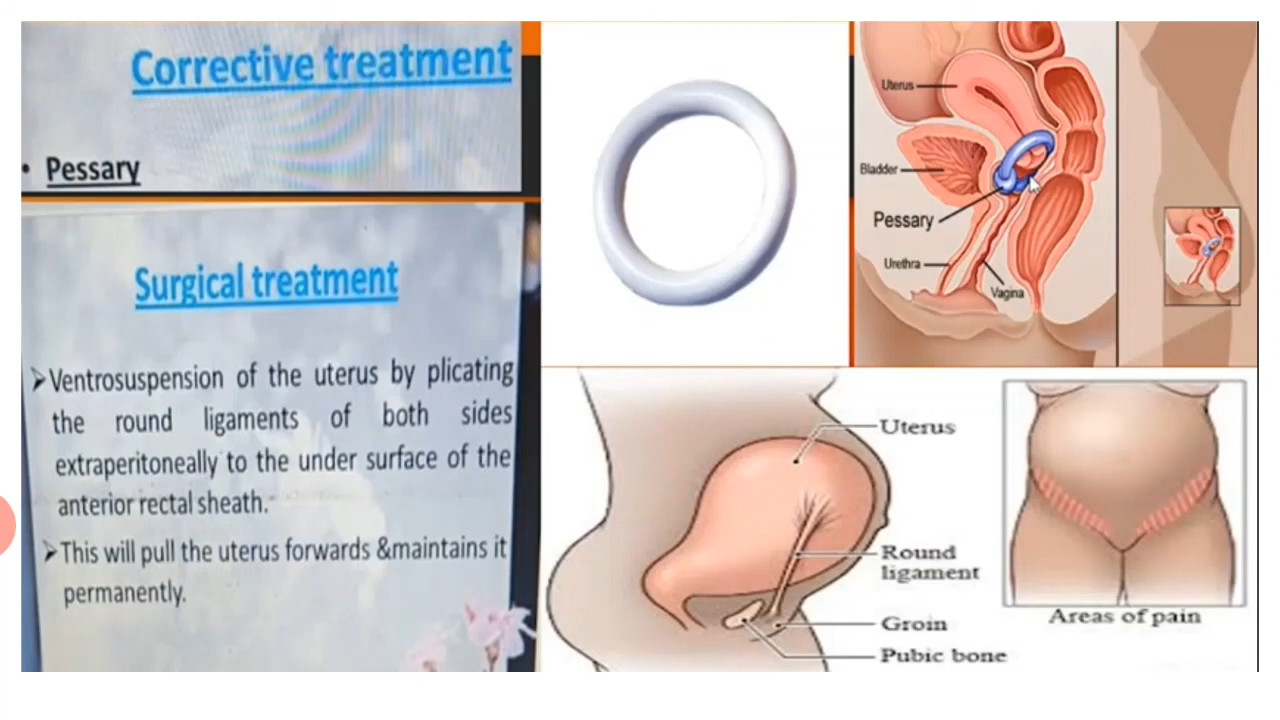 Corrective treatment
• Pessary
Surgical treatment
➢Ventrosuspension of the uterus by plicating
the round ligaments of both sides
extraperitoneally to the under surface of the
anterior rectal sheath.
➢This will pull the uterus forwards &maintains it
permanently.
Uterus
Bladder
Pessary
Urethra
Vagina
Uterus
Round
ligament
Groin
Pubic bone
Areas of pain